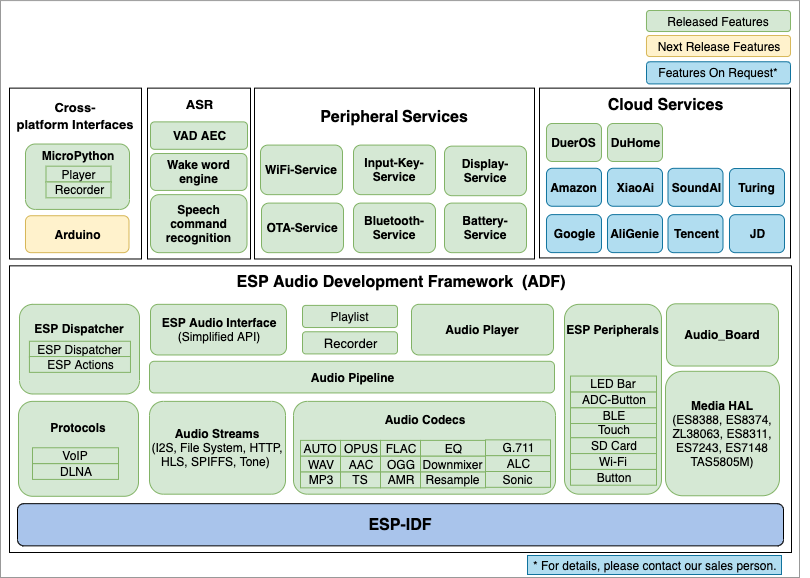 Released Features
Next Release Features
Features On Request*
Cross-
platform Interfaces
MicroPython
Player
Recorder
Arduino
ASR
VAD AEC
Wake word
engine
Speech
command
recognition
Peripheral Services
WiFi-Service
Input-Key-
Service
Display-
Service
OTA-Service
Bluetooth-
Service
Battery-
Service
Cloud Services
DuerOS
DuHome
Amazon
XiaoAi
SoundAI
Turing
Google
AliGenie
Tencent
JD
ESP Audio Development Framework (ADF)
ESP Dispatcher
ESP Dispatcher
ESP Actions
ESP Audio Interface
(Simplified API)
Playlist
Recorder
Audio Player
Audio Pipeline
Protocols
VoIP
DLNA
Audio Streams
(I2S, File System, HTTP,
HLS, SPIFFS, Tone)
Audio Codecs
AUTO OPUS FLAC EQ G.711
WAV AAC OGG Downmixer ALC
MP3 TS AMR Resample Sonic
ESP Peripherals
LED Bar
ADC-Button
BLE
Touch
SD Card
Wi-Fi
Button
Audio_Board
Media HAL
(ES8388, ES8374,
ZL38063, ES8311,
ES7243, ES7148
TAS5805M)
ESP-IDF
* For details, please contact our sales person.